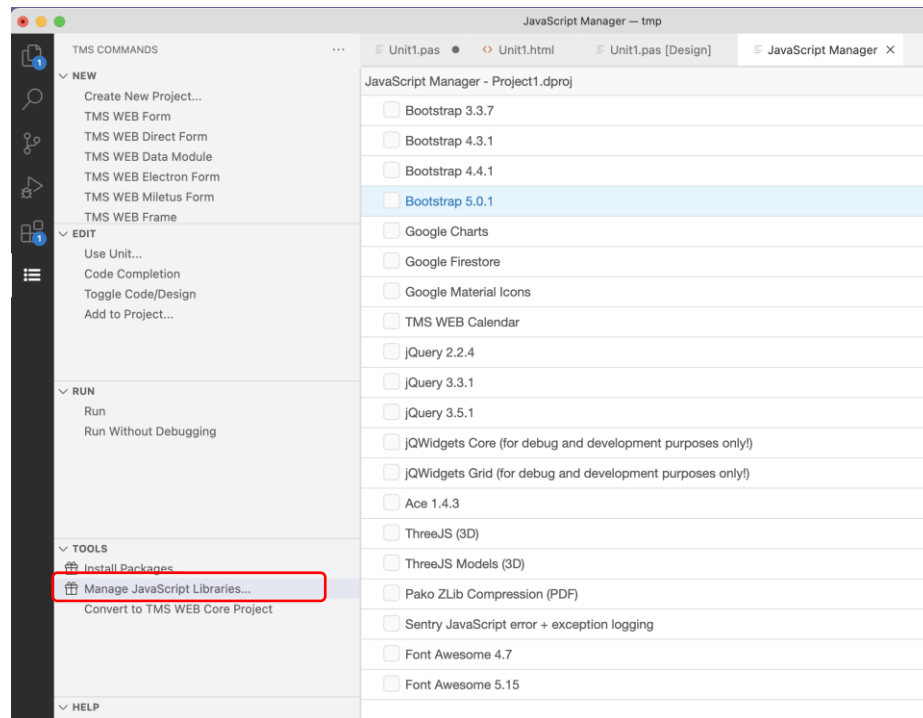 JavaScript Manager — tmp
TMS COMMANDS
Unit1.pas
Unit1.html
Unit1.pas [Design]
JavaScript Manager
NEW
Create New Project...
TMS WEB Form
TMS WEB Direct Form
TMS WEB Data Module
TMS WEB Electron Form
TMS WEB Miletus Form
TMS WEB Frame
EDIT
Use Unit...
Code Completion
Toggle Code/Design
Add to Project...
RUN
Run
Run Without Debugging
TOOLS
Install Packages...
Manage JavaScript Libraries...
Convert to TMS WEB Core Project
HELP
1
1
JavaScript Manager - Project1.dproj
Bootstrap 3.3.7
Bootstrap 4.3.1
Bootstrap 4.4.1
Bootstrap 5.0.1
Google Charts
Google Firestore
Google Material Icons
TMS WEB Calendar
jQuery 2.2.4
jQuery 3.3.1
jQuery 3.5.1
jQWidgets Core (for debug and development purposes only!)
jQWidgets Grid (for debug and development purposes only!)
Ace 1.4.3
ThreeJS (3D)
ThreeJS Models (3D)
Pako ZLib Compression (PDF)
Sentry JavaScript error + exception logging
Font Awesome 4.7
Font Awesome 5.15